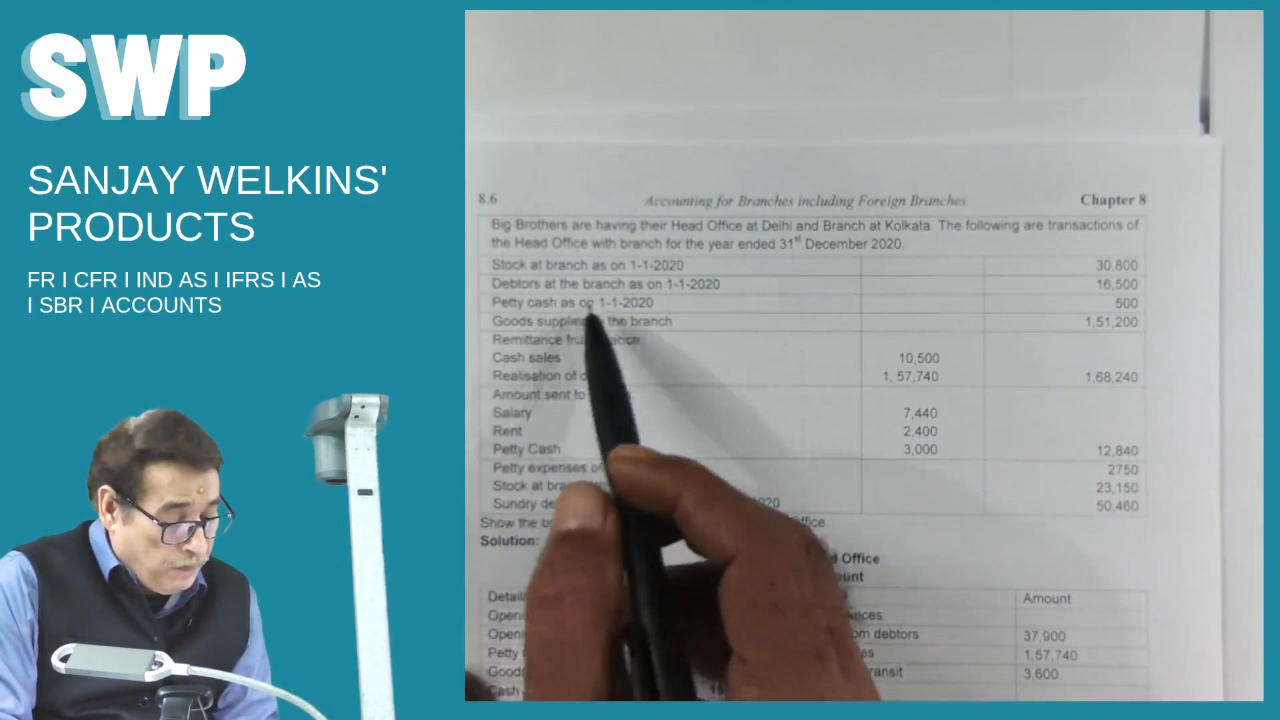 SWP
SANJAY WELKINS'
PRODUCTS
FR I CFR I IND AS I IFRS I AS
I SBR I ACCOUNTS
8.6 Accounting for Branches including Foreign Branches Chapter 8
Big Brothers are having their Head Office at Delhi and Branch at Kolkata. The following are transactions of
the Head Office with branch for the year ended 31st December 2020.
Stock at branch as on 1-1-2020 30,800
Debtors at the branch as on 1-1-2020 16,500
Petty cash as on 1-1-2020 500
Goods supplied the branch 1,51,200
Remittance
Cash sales 10,500
Realisation of 1, 57,740 1,68,240
Amount sent to
Salary 7,440
Rent 2,400
Petty Cash 3,000 12,840
Petty expenses 2750
Stock at 23,150
Sundry 50,460
Show the
Solution: Office
Amount
debtors 37,900
1,57,740
3,600
Cash